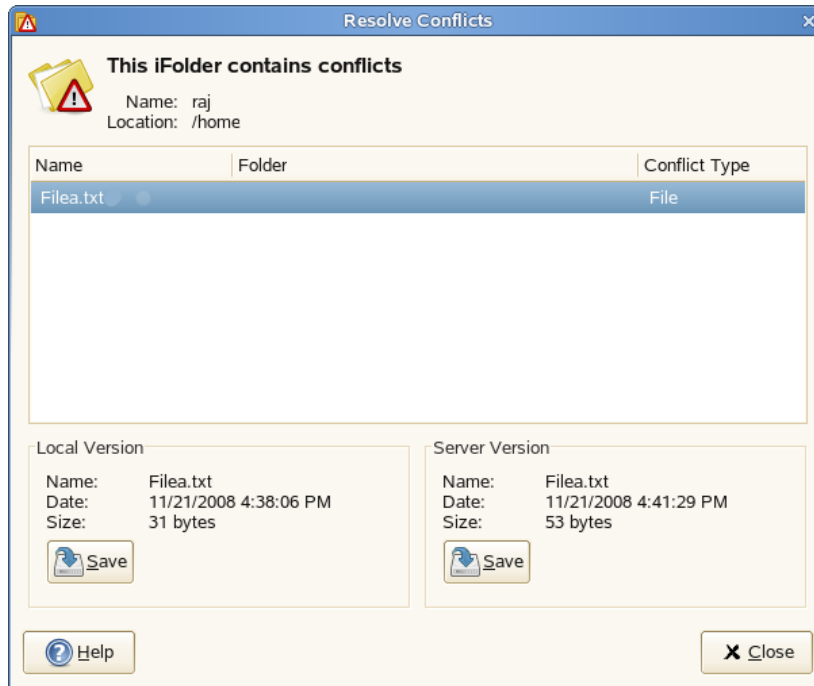 Resolve Conflicts
This iFolder contains conflicts
Name: raj
Location: /home
Name Folder Conflict Type
Filea.txt File
Local Version
Name: Filea.txt
Date: 11/21/2008 4:38:06 PM
Size: 31 bytes
Save
Server Version
Name: Filea.txt
Date: 11/21/2008 4:41:29 PM
Size: 53 bytes
Save
Help
Close